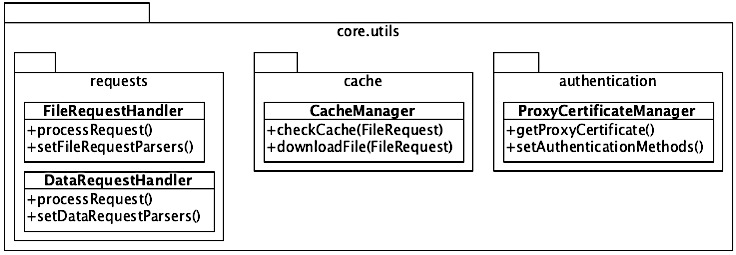 core.utils
requests
FileRequestHandler
+processRequest()
+setFileRequestParsers()
DataRequestHandler
+processRequest()
+setDataRequestParsers()
cache
CacheManager
+checkCache(FileRequest)
+downloadFile(FileRequest)
authentication
ProxyCertificateManager
+getProxyCertificate()
+setAuthenticationMethods()